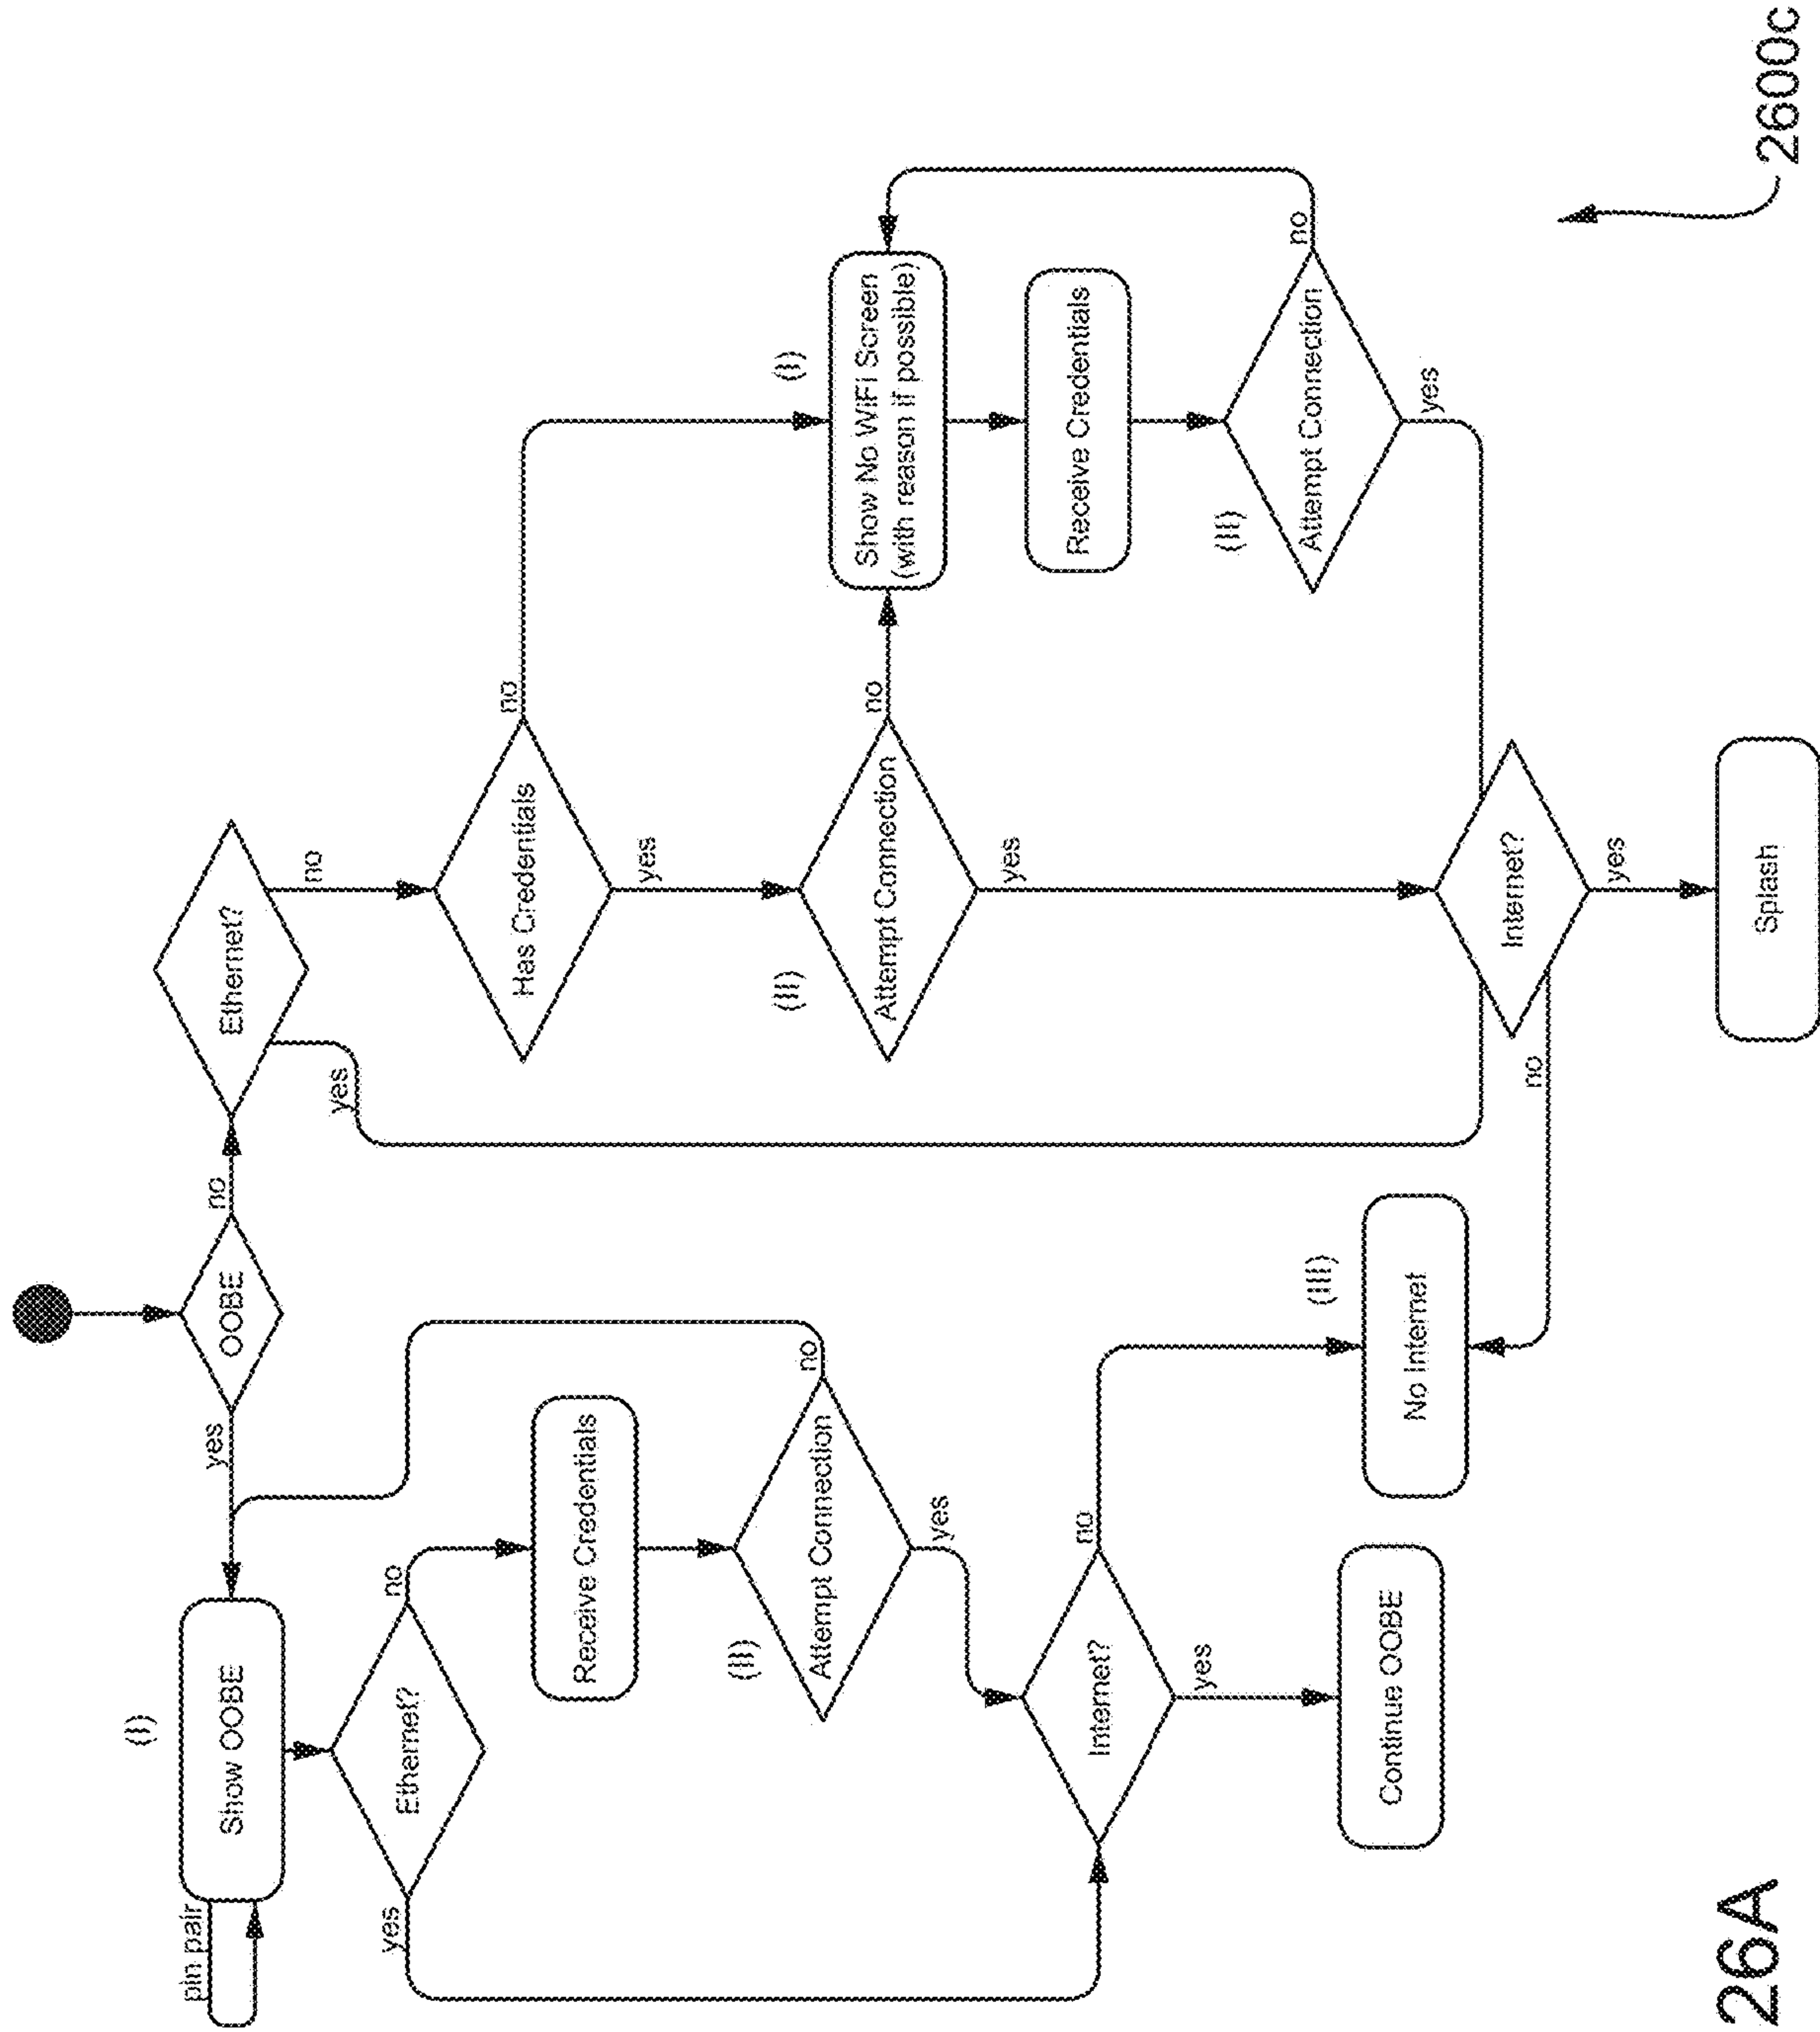 (I)
pin pair
Show OOBE
yes
OOBE
no
Ethernet?
yes
no
Ethernet?
no
yes
no
Receive Credentials
Has Credentials
no
yes
(II)
Attempt Connection
no
yes
(II)
Attempt Connection
no
yes
(I)
Show No WiFi Screen
(with reason if possible)
Receive Credentials
Internet?
no
yes
(II)
Attempt Connection
no
yes
Continue OOBE
(III)
No Internet
Internet?
no
yes
Splash
26A
2600c